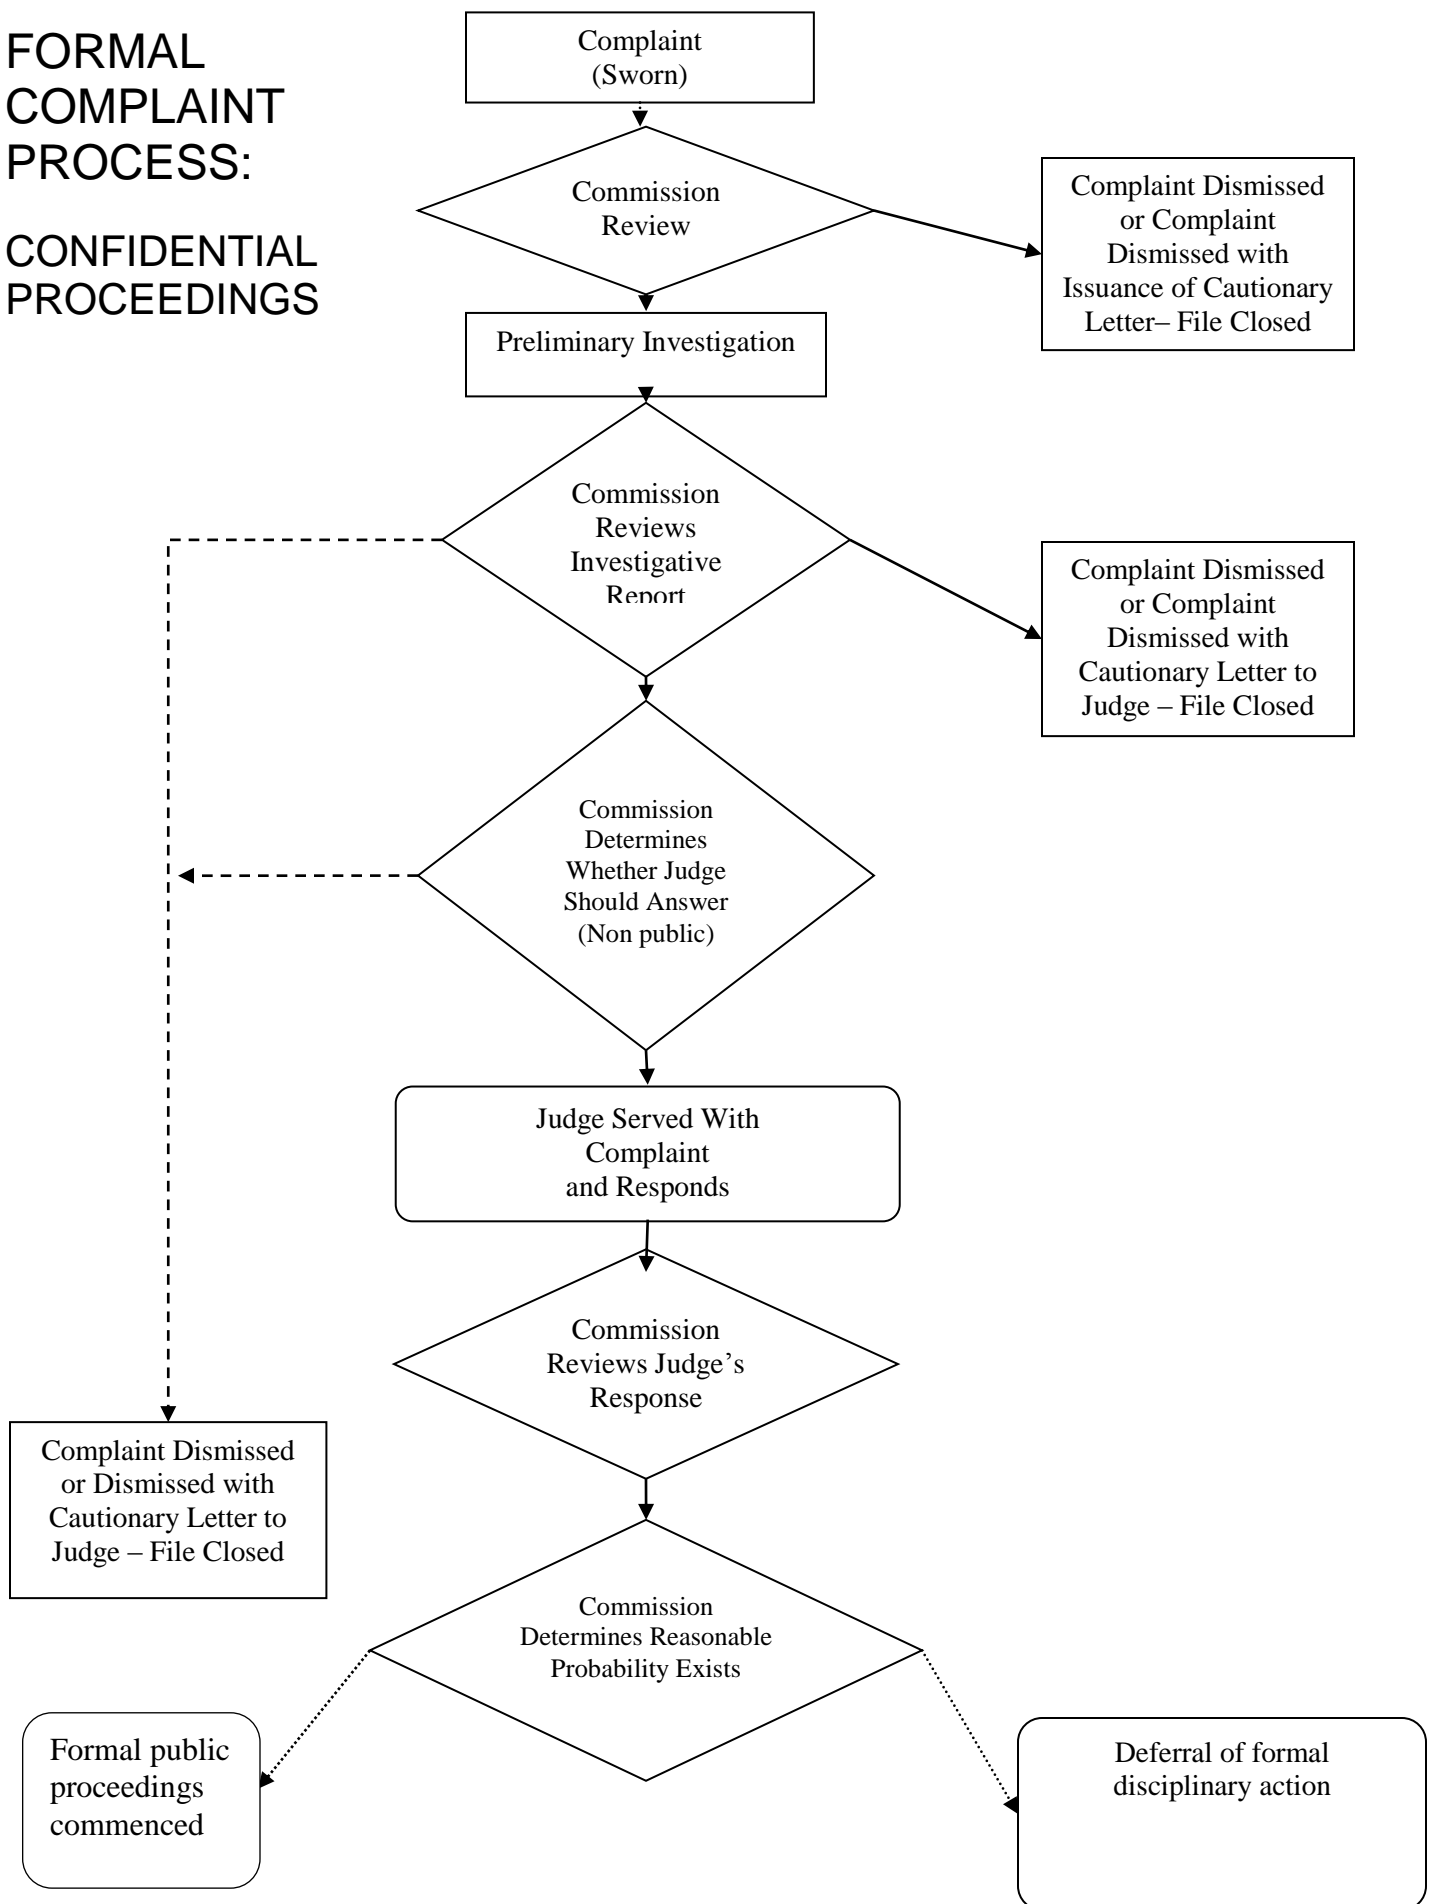 FORMAL
COMPLAINT
PROCESS:
CONFIDENTIAL
PROCEEDINGS
Complaint
(Sworn)
Commission
Review
Complaint Dismissed
or Complaint
Dismissed with
Issuance of Cautionary
Letter– File Closed
Preliminary Investigation
Commission
Reviews
Investigative
Report
Complaint Dismissed
or Complaint
Dismissed with
Cautionary Letter to
Judge – File Closed
Commission
Determines
Whether Judge
Should Answer
(Non public)
Judge Served With
Complaint
and Responds
Commission
Reviews Judge’s
Response
Complaint Dismissed
or Dismissed with
Cautionary Letter to
Judge – File Closed
Commission
Determines Reasonable
Probability Exists
Formal public
proceedings
commenced
Deferral of formal
disciplinary action